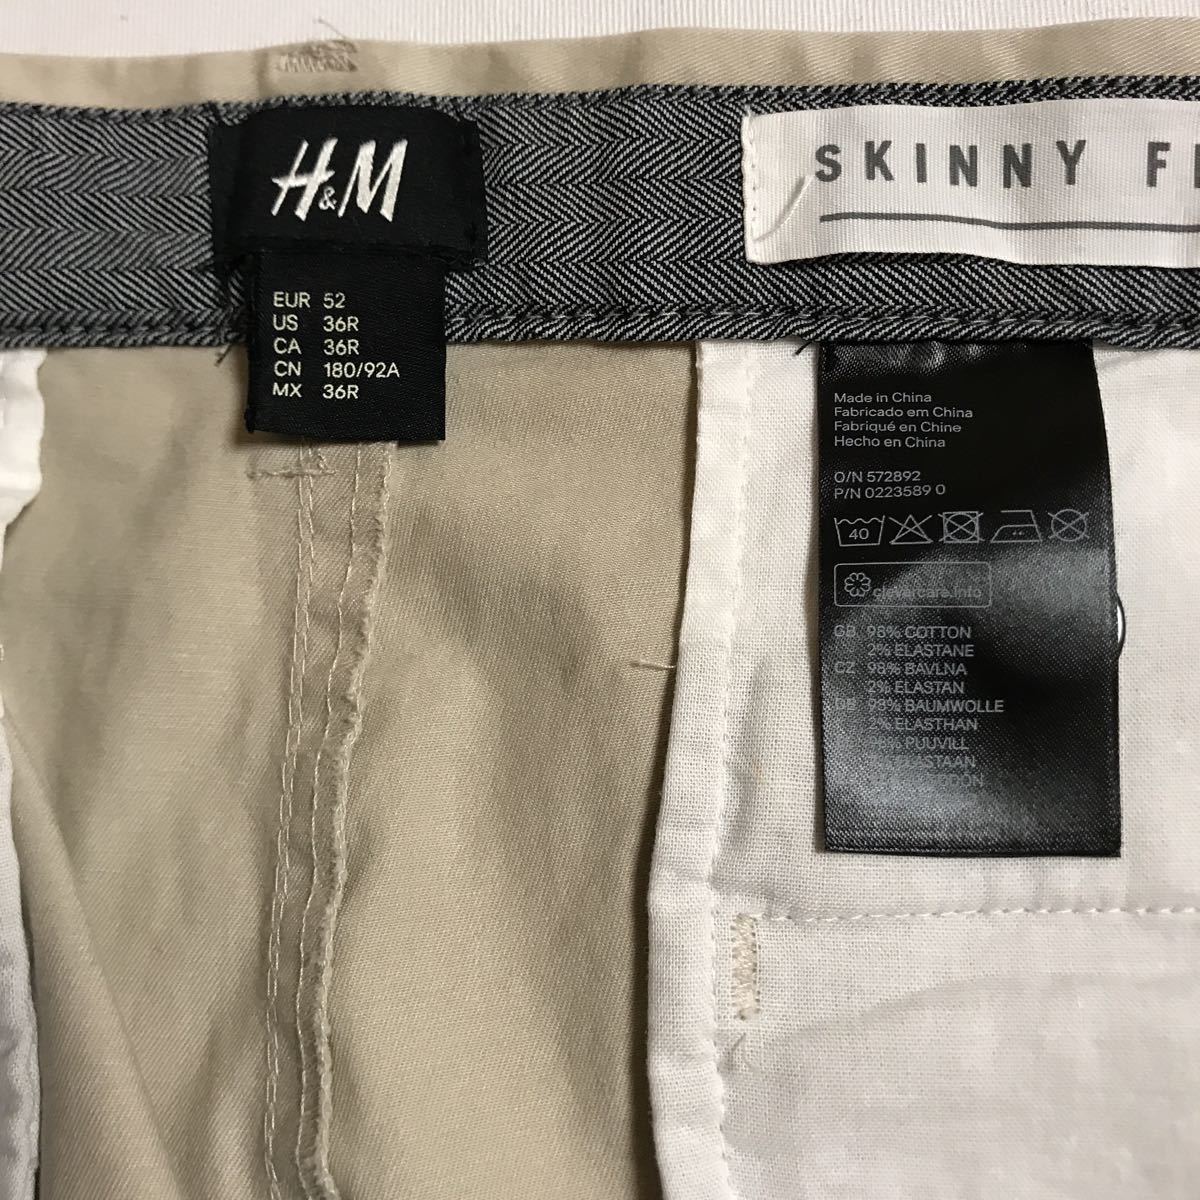 H&M
EUR 52
US 36R
CA 36R
CN 180/92A
MX 36R
SKINNY
Made in China
Fabricado em China
Fabriqué en Chine
Hecho en China
O/N 572892
P/N 0223589 0
40
clevercare.info
GB 98% COTTON
2% ELASTANE
CZ 98% BAVLNA
2% ELASTAN
98% BAUMWOLLE
2% ELASTHAN
PUUVILL